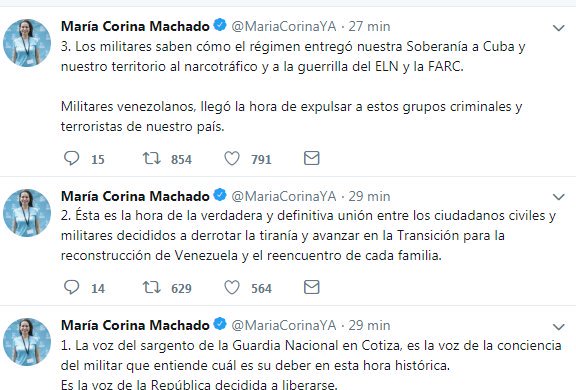 María Corina Machado @MariaCorinaYA · 27 min
3. Los militares saben cómo el régimen entregó nuestra Soberanía a Cuba y
nuestro territorio al narcotráfico y a la guerrilla del ELN y la FARC.
Militares venezolanos, llegó la hora de expulsar a estos grupos criminales y
terroristas de nuestro país.
15 854 791
María Corina Machado @MariaCorinaYA · 29 min
2. Ésta es la hora de la verdadera y definitiva unión entre los ciudadanos civiles y
militares decididos a derrotar la tiranía y avanzar en la Transición para la
reconstrucción de Venezuela y el reencuentro de cada familia.
14 629 564
María Corina Machado @MariaCorinaYA · 29 min
1. La voz del sargento de la Guardia Nacional en Cotiza, es la voz de la conciencia
del militar que entiende cuál es su deber en esta hora histórica.
Es la voz de la República decidida a liberarse.